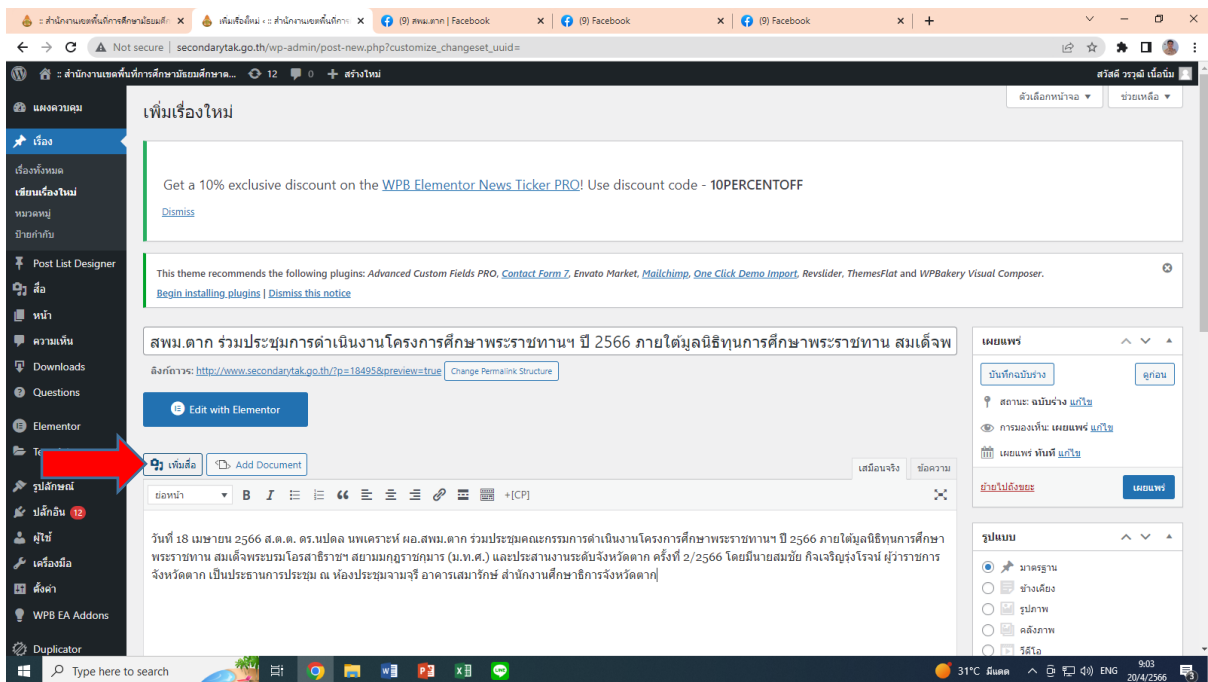 :: สำนักงานเขตพื้นที่การศึกษามัธยมศึก
เพิ่มเรื่องใหม่ ‹ :: สำนักงานเขตพื้นที่การ
(9) สพม.ตาก | Facebook
(9) Facebook
(9) Facebook
Not secure | secondarytak.go.th/wp-admin/post-new.php?customize_changeset_uuid=
:: สำนักงานเขตพื้นที่การศึกษามัธยมศึกษาต... 12 0 + สร้างใหม่
สวัสดี วรวุฒิ เนื้อนิ่ม
แผงควบคุม
เรื่อง
เรื่องทั้งหมด
เขียนเรื่องใหม่
หมวดหมู่
ป้ายกำกับ
Post List Designer
สื่อ
หน้า
ความเห็น
Downloads
Questions
Elementor
รูปลักษณ์
ปลั๊กอิน 12
ผู้ใช้
เครื่องมือ
ตั้งค่า
WPB EA Addons
Duplicator
ตัวเลือกหน้าจอ ▼
ช่วยเหลือ ▼
เพิ่มเรื่องใหม่
Get a 10% exclusive discount on the WPB Elementor News Ticker PRO! Use discount code - 10PERCENTOFF
Dismiss
This theme recommends the following plugins: Advanced Custom Fields PRO, Contact Form 7, Envato Market, Mailchimp, One Click Demo Import, Revslider, ThemesFlat and WPBakery Visual Composer.
Begin installing plugins | Dismiss this notice
สพม.ตาก ร่วมประชุมการดำเนินงานโครงการศึกษาพระราชทานฯ ปี 2566 ภายใต้มูลนิธิทุนการศึกษาพระราชทาน สมเด็จพ
ลิงก์ถาวร: http://www.secondarytak.go.th/?p=18495&preview=true Change Permalink Structure
Edit with Elementor
เพิ่มสื่อ
Add Document
เสมือนจริง
ข้อความ
ย่อหน้า
B I +[CP]
วันที่ 18 เมษายน 2566 ส.ต.ต. ดร.นปดล นพเคราะห์ ผอ.สพม.ตาก ร่วมประชุมคณะกรรมการดำเนินงานโครงการศึกษาพระราชทานฯ ปี 2566 ภายใต้มูลนิธิทุนการศึกษา
พระราชทาน สมเด็จพระบรมโอรสาธิราชฯ สยามมกุฎราชกุมาร (ม.ท.ศ.) และประสานงานระดับจังหวัดตาก ครั้งที่ 2/2566 โดยมีนายสมชัย กิจเจริญรุ่งโรจน์ ผู้ว่าราชการ
จังหวัดตาก เป็นประธานการประชุม ณ ห้องประชุมจามจุรี อาคารเสมารักษ์ สำนักงานศึกษาธิการจังหวัดตาก
เผยแพร่
บันทึกฉบับร่าง
ดูก่อน
สถานะ: ฉบับร่าง แก้ไข
การมองเห็น: เผยแพร่ แก้ไข
เผยแพร่ ทันที แก้ไข
ย้ายไปถังขยะ
เผยแพร่
รูปแบบ
มาตรฐาน
ข้างเคียง
รูปภาพ
คลังภาพ
วีดีโอ
Type here to search
31°C มีแดด
ENG
9:03
20/4/2566
3